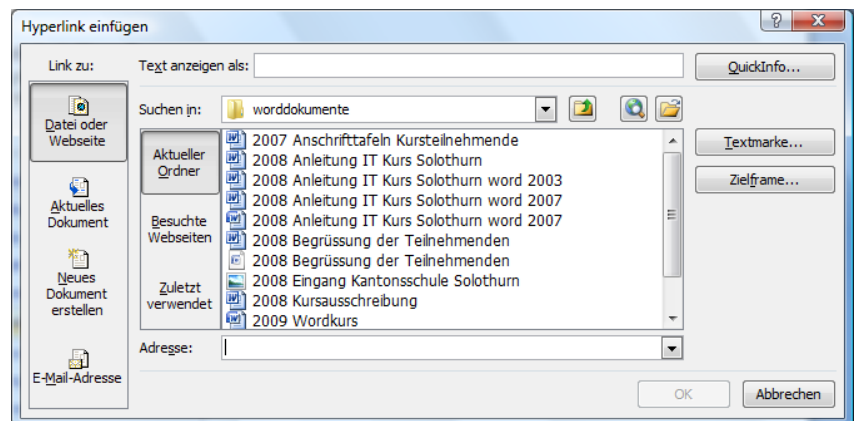 Hyperlink einfügen
Link zu:
Text anzeigen als:
QuickInfo...
Datei oder
Webseite
Aktuelles
Dokument
Neues
Dokument
erstellen
E-Mail-Adresse
Suchen in:
worddokumente
Aktueller
Ordner
Besuchte
Webseiten
Zuletzt
verwendet
2007 Anschrifttafeln Kursteilnehmende
2008 Anleitung IT Kurs Solothurn
2008 Anleitung IT Kurs Solothurn word 2003
2008 Anleitung IT Kurs Solothurn word 2007
2008 Anleitung IT Kurs Solothurn word 2007
2008 Begrüssung der Teilnehmenden
2008 Begrüssung der Teilnehmenden
2008 Eingang Kantonsschule Solothurn
2008 Kursausschreibung
2009 Wordkurs
Textmarke...
Zielframe...
Adresse:
OK
Abbrechen